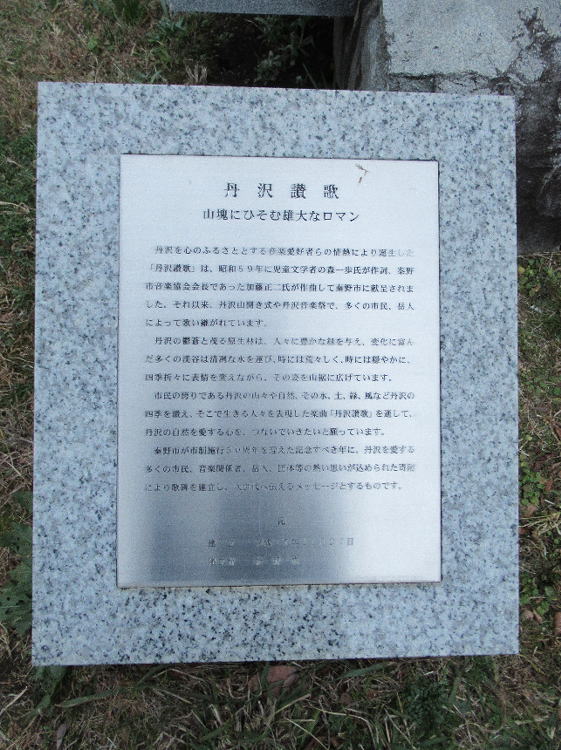 丹沢讃歌
山塊にひそむ雄大なロマン
丹沢を心のふるさととする音楽愛好者らの情熱により誕生した
「丹沢讃歌」は、昭和59年に児童文学者の森一歩氏が作詞、秦野
市音楽協会会長であった加藤正二氏が作曲して秦野市に献呈されま
した。それ以来、丹沢山開き式や丹沢音楽祭で、多くの市民、岳人
によって歌い継がれています。
丹沢の鬱蒼と茂る原生林は、人々に豊かな緑を与え、変化に富ん
だ多くの渓谷は清冽な水を運び、時には荒々しく、時には穏やかに、
四季折々に表情を変えながら、その姿を山裾に広げています。
市民の誇りである丹沢の山々や自然、その水、土、緑、風など丹沢の
四季を讃え、そこで生きる人々を表現した楽曲「丹沢讃歌」を通して、
丹沢の自然を愛する心を、つないでいきたいと願っています。
秦野市が市制施行50周年を迎えた記念すべき年に、丹沢を愛する
多くの市民、音楽関係者、岳人、団体等の熱い思いが込められた寄附
により歌碑を建立し、次世代へ伝えるメッセージとするものです。